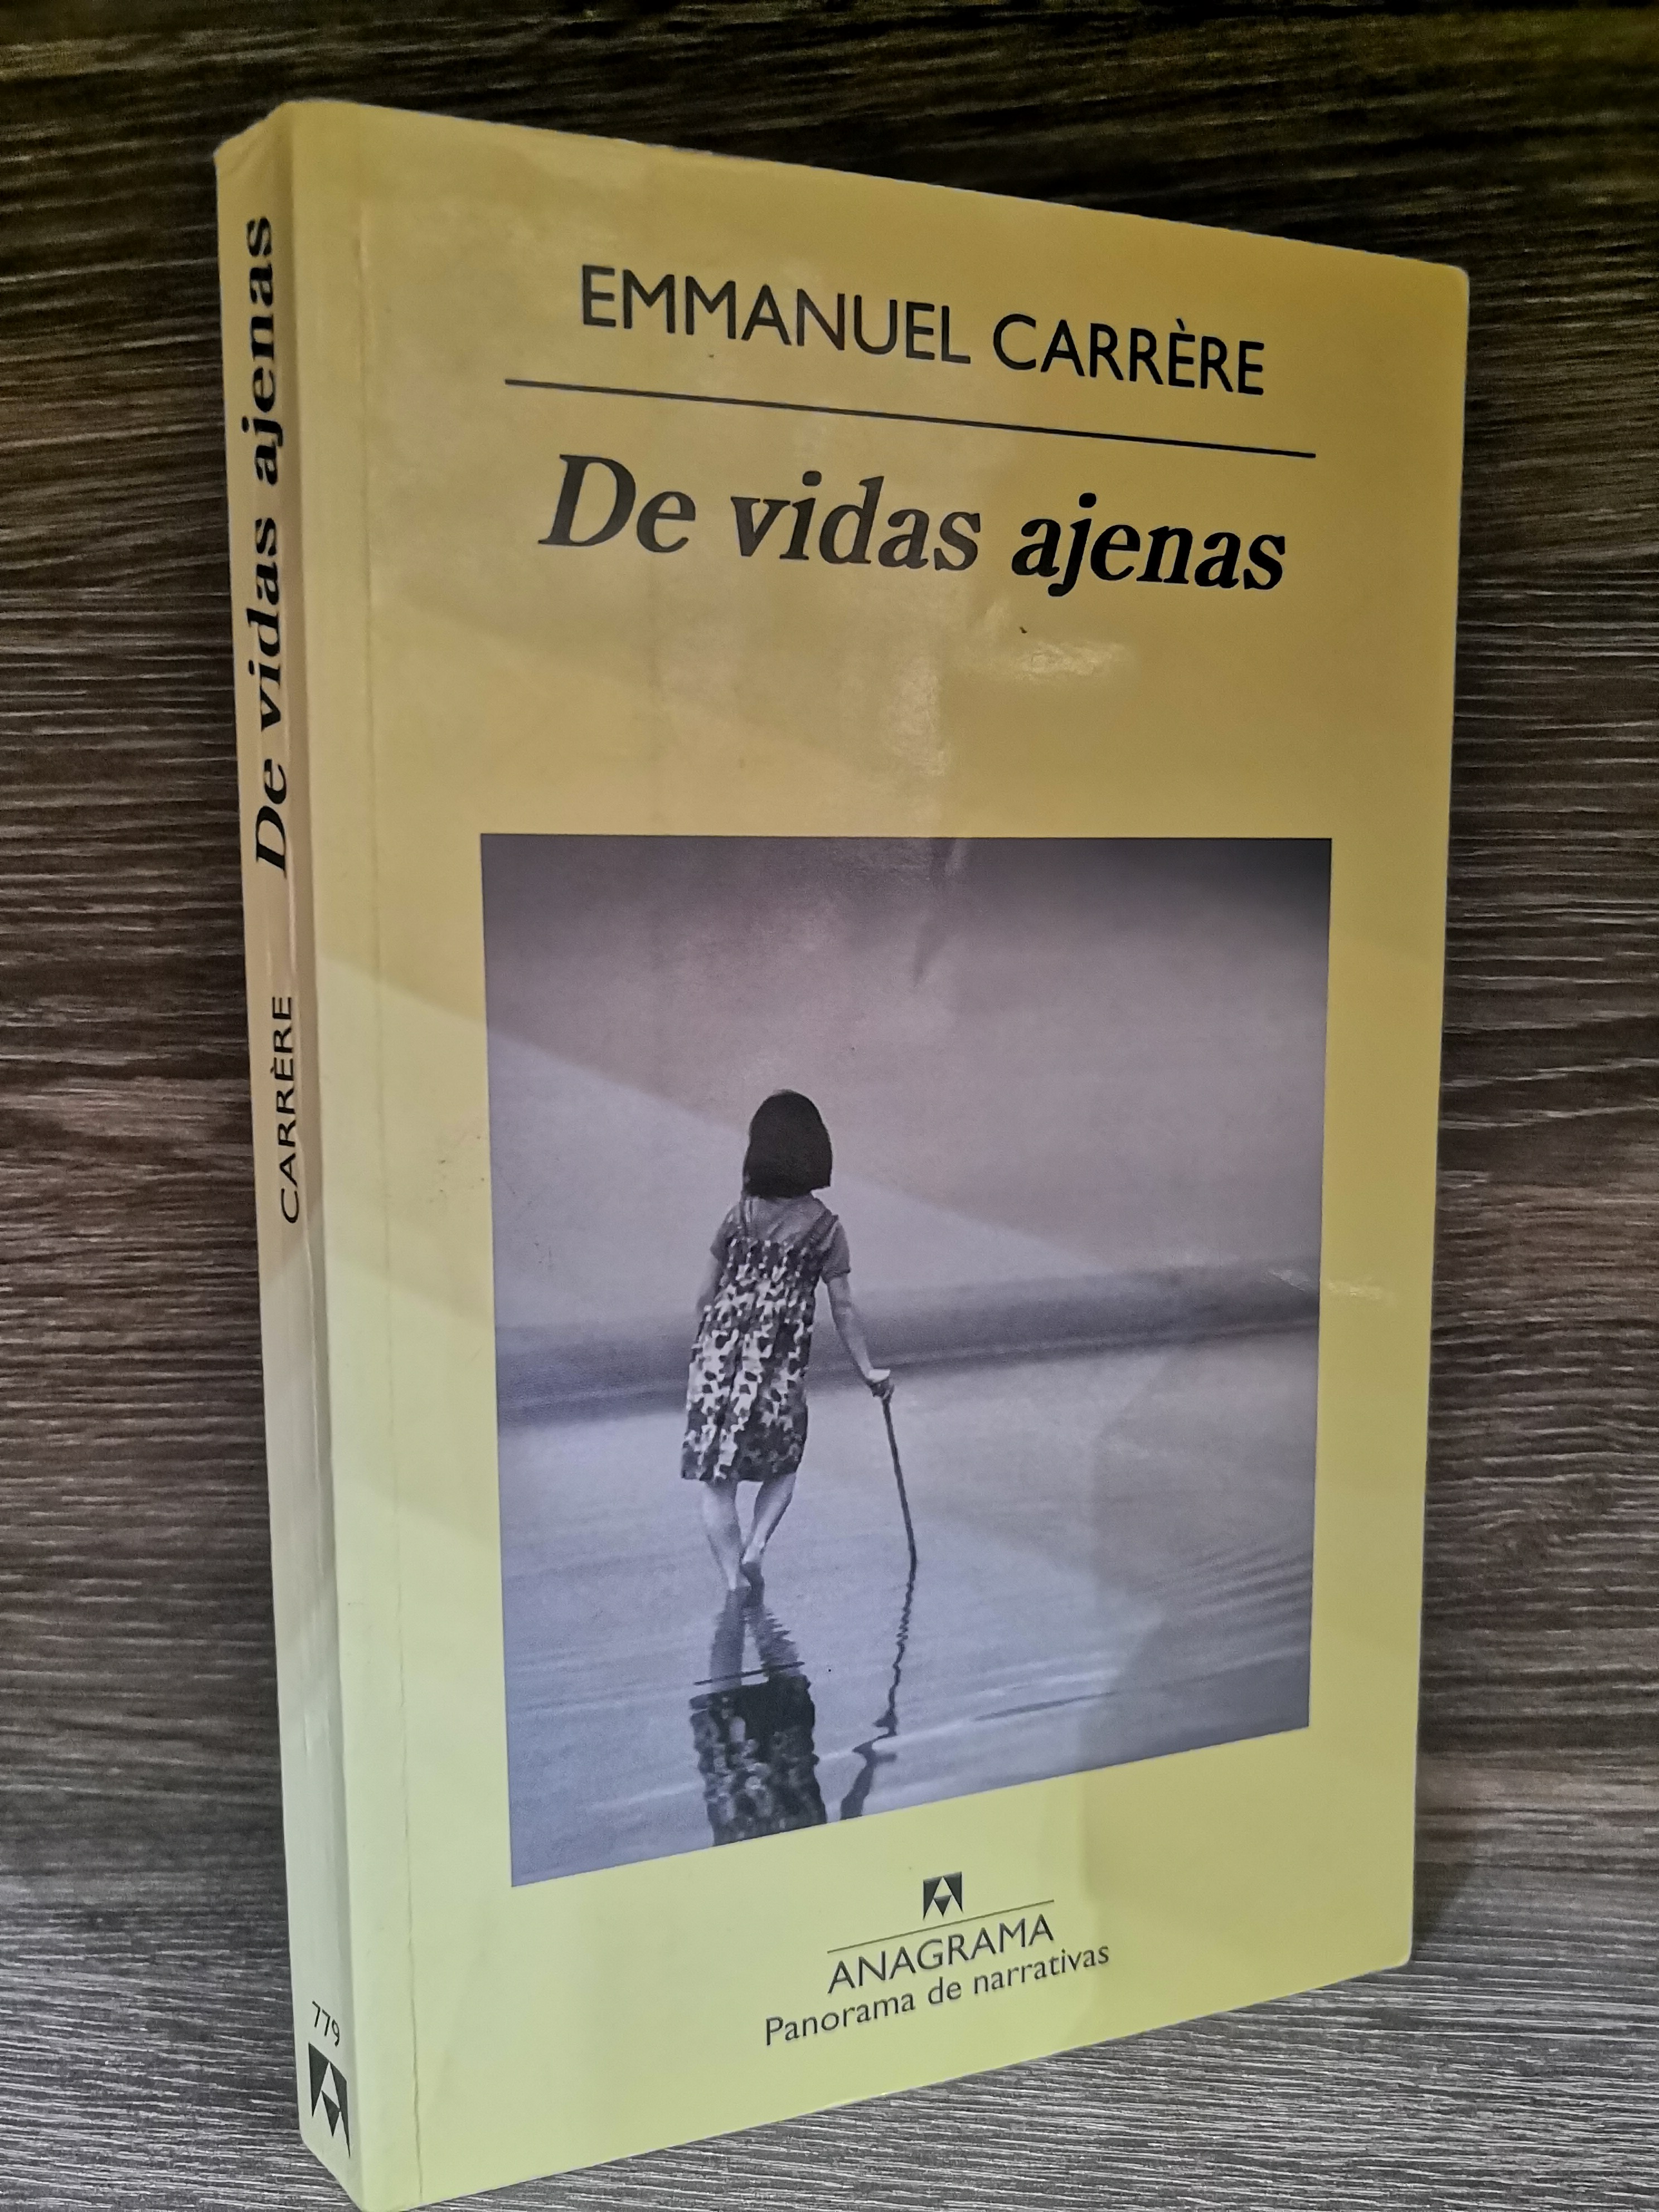 EMMANUEL CARRÈRE
De vidas ajenas
ANAGRAMA
Panorama de narrativas
De vidas ajenas
CARRÈRE
779